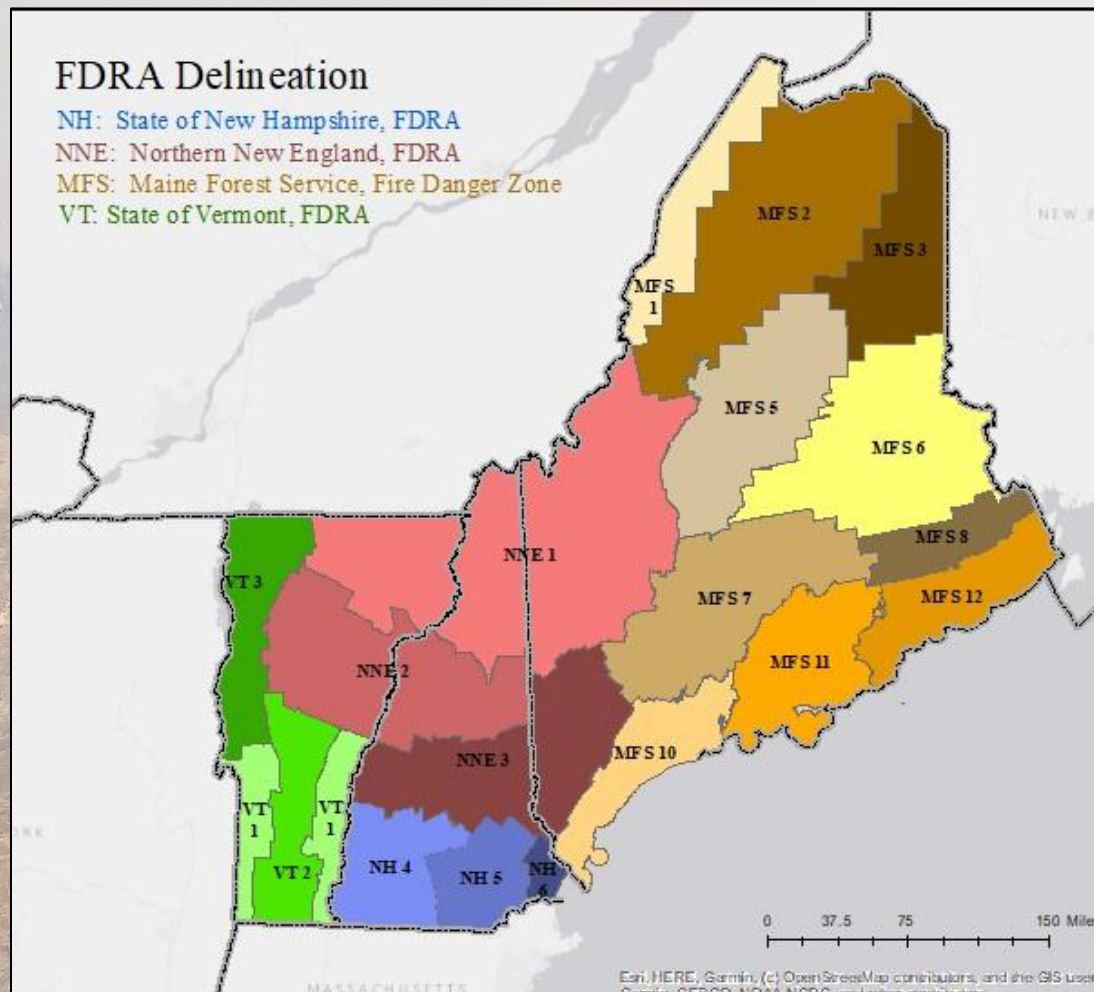 FDRA Delineation
NH: State of New Hampshire, FDRA
NNE: Northern New England, FDRA
MFS: Maine Forest Service, Fire Danger Zone
VT: State of Vermont, FDRA
MFS 2
NEW B
MFS 3
MFS
1
MFS 5
MFS 6
MFS 8
NNE 1
VT 3
MFS 7
MFS 12
MFS 11
NNE 2
MFS 10
NNE 3
VT
1
VT
1
NH 4
VT 2
NH 5
NH
6
0 37.5 75 150 Mile
MASSACHUSETTS
Esri, HERE, Garmin, (c) OpenStreetMap contributors, and the GIS user